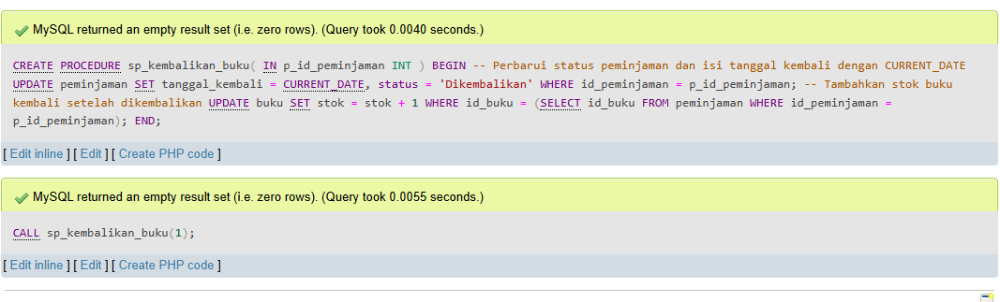 MySQL returned an empty result set (i.e. zero rows). (Query took 0.0040 seconds.)
CREATE PROCEDURE sp_kembalikan_buku( IN p_id_peminjaman INT ) BEGIN -- Perbarui status peminjaman dan isi tanggal kembali dengan CURRENT_DATE
UPDATE peminjaman SET tanggal_kembali = CURRENT_DATE, status = 'Dikembalikan' WHERE id_peminjaman = p_id_peminjaman; -- Tambahkan stok buku
kembali setelah dikembalikan UPDATE buku SET stok = stok + 1 WHERE id_buku = (SELECT id_buku FROM peminjaman WHERE id_peminjaman =
p_id_peminjaman); END;
[ Edit inline ] [ Edit ] [ Create PHP code ]
MySQL returned an empty result set (i.e. zero rows). (Query took 0.0055 seconds.)
CALL sp_kembalikan_buku(1);
[ Edit inline ] [ Edit ] [ Create PHP code ]